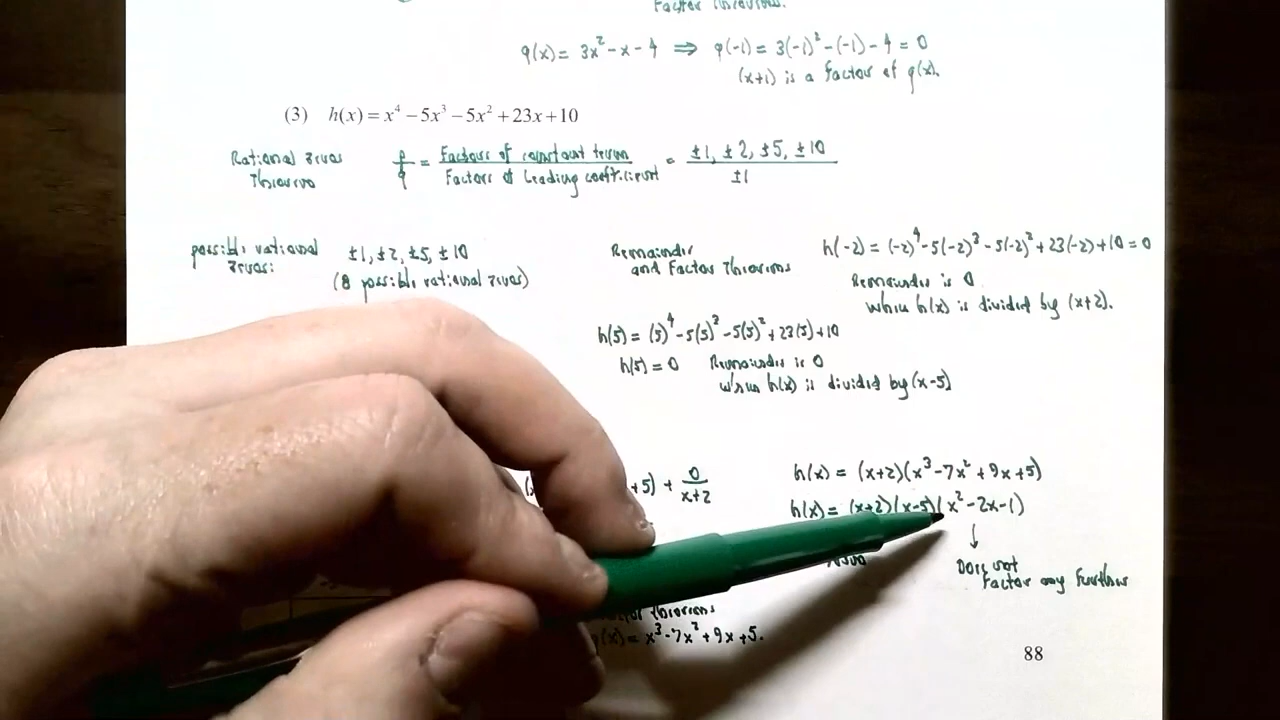 Factor Theorems.
q(x) = 3x² - x - 4 ⟹ q(-1) = 3(-1)² - (-1) - 4 = 0
(x+1) is a factor of q(x).
(3) h(x) = x⁴ - 5x³ - 5x² + 23x + 10
Rational Zeros Theorem
p/q = Factors of constant term / Factors of Leading coefficient = ±1, ±2, ±5, ±10 / ±1
possible rational zeros: ±1, ±2, ±5, ±10
(8 possible rational zeros)
Remainder and Factor Theorems
h(-2) = (-2)⁴ - 5(-2)³ - 5(-2)² + 23(-2) + 10 = 0
Remainder is 0
when h(x) is divided by (x+2).
h(5) = (5)⁴ - 5(5)³ - 5(5)² + 23(5) + 10
h(5) = 0 Remainder is 0
when h(x) is divided by (x-5)
+5) + 0/x+2
h(x) = (x+2)(x³ - 7x² + 9x + 5)
h(x) = (x+2)(x-5)(x² - 2x - 1)
↓
Does not
Factor any further
Theorems
q(x) = x³ - 7x² + 9x + 5.
88